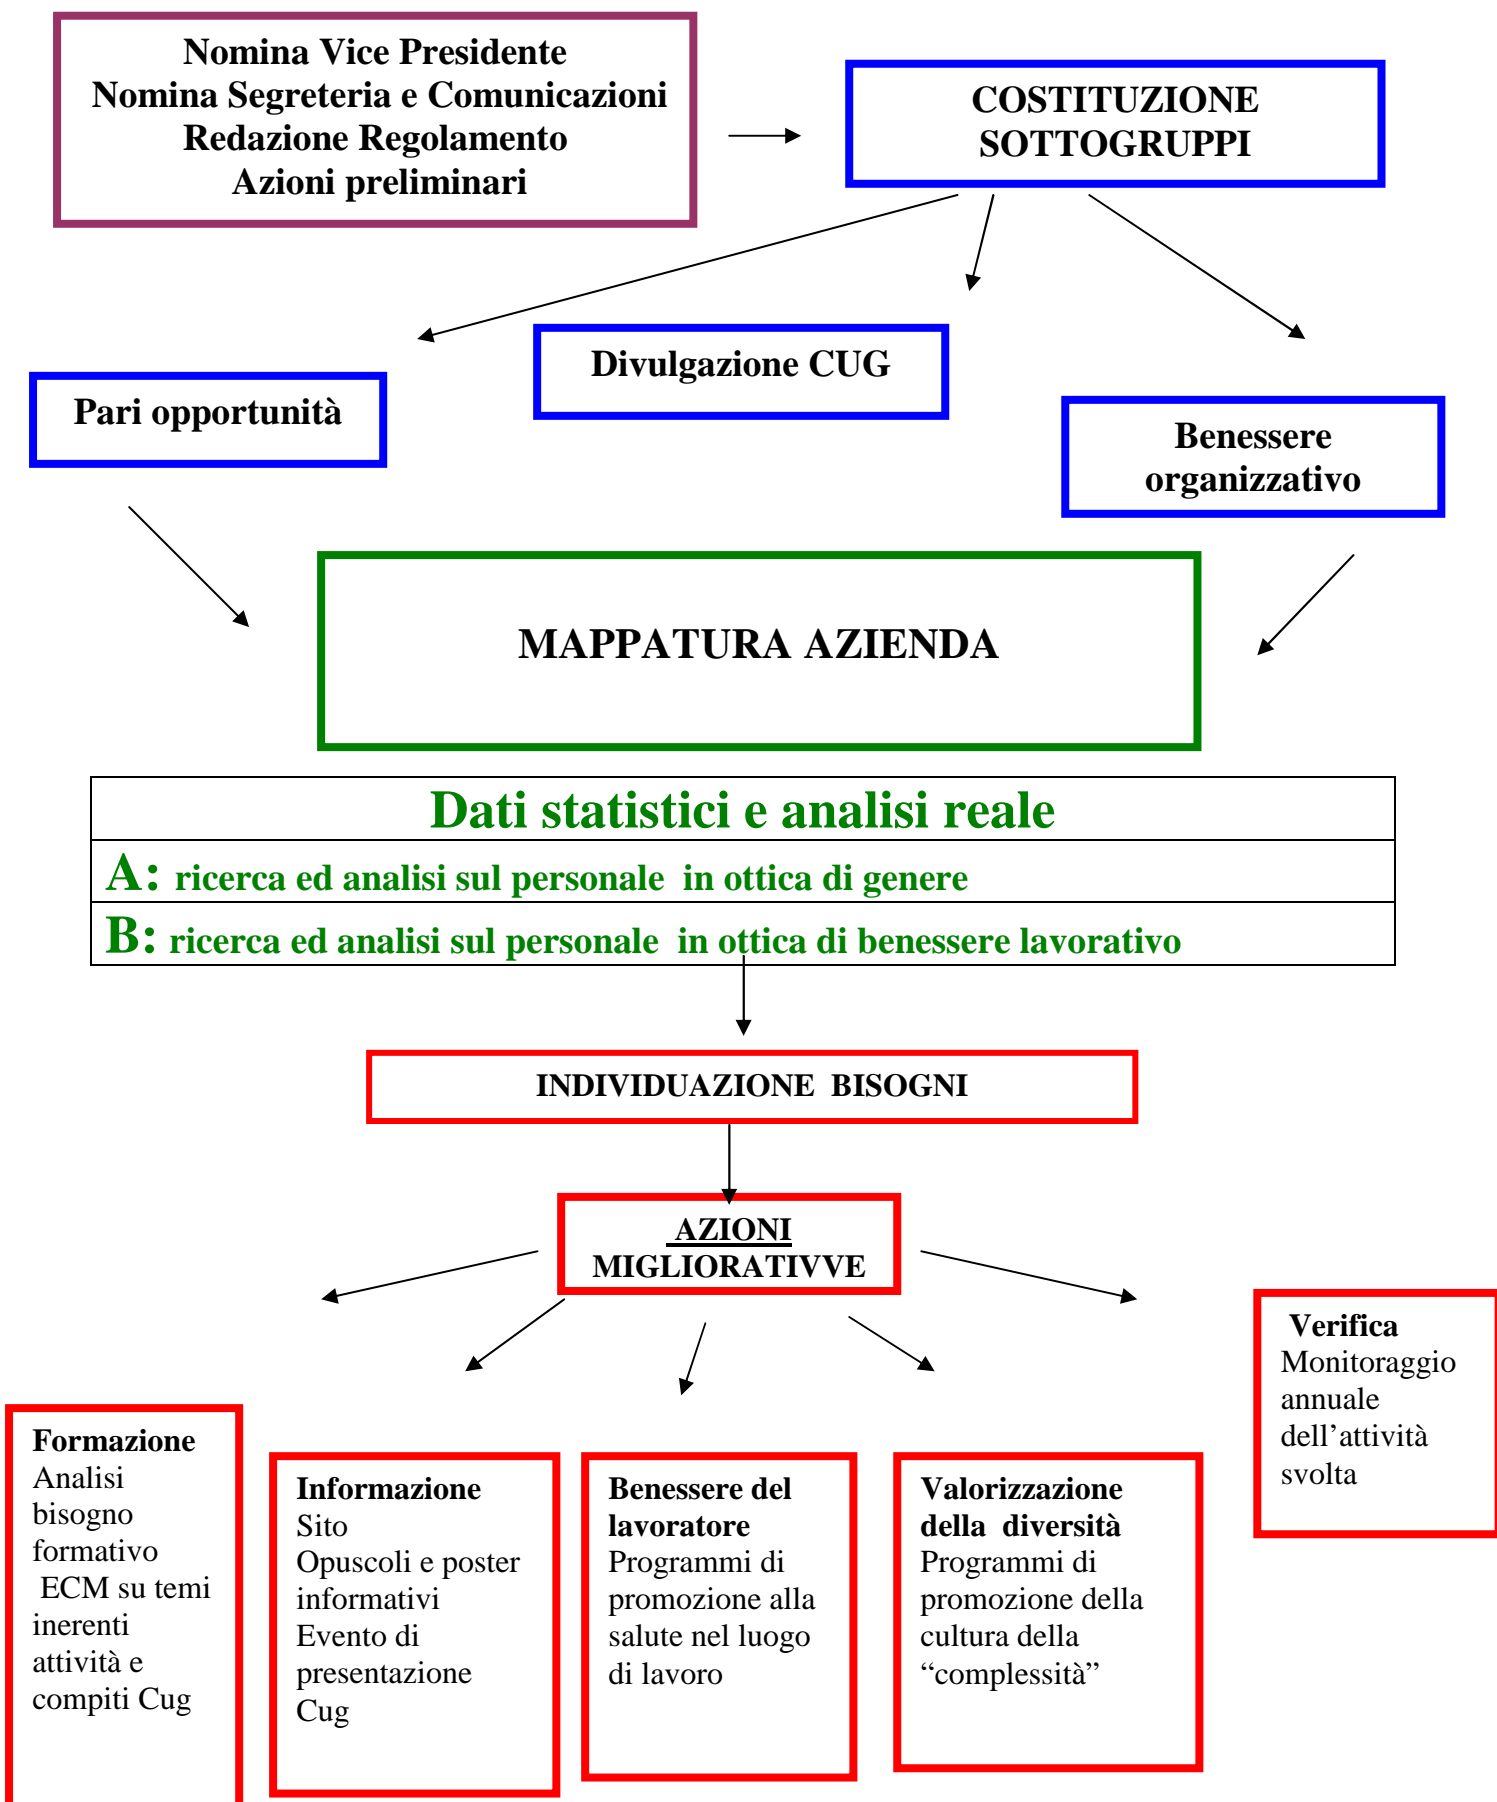 Nomina Vice Presidente
Nomina Segreteria e Comunicazioni
Redazione Regolamento
Azioni preliminari
COSTITUZIONE
SOTTOGRUPPI
Divulgazione CUG
Pari opportunità
Benessere
organizzativo
MAPPATURA AZIENDA
Dati statistici e analisi reale
A: ricerca ed analisi sul personale in ottica di genere
B: ricerca ed analisi sul personale in ottica di benessere lavorativo
INDIVIDUAZIONE BISOGNI
AZIONI
MIGLIORATIVVE
Formazione
Analisi
bisogno
formativo
ECM su temi
inerenti
attività e
compiti Cug
Informazione
Sito
Opuscoli e poster
informativi
Evento di
presentazione
Cug
Benessere del
lavoratore
Programmi di
promozione alla
salute nel luogo
di lavoro
Valorizzazione
della diversità
Programmi di
promozione della
cultura della
“complessità”
Verifica
Monitoraggio
annuale
dell’attività
svolta